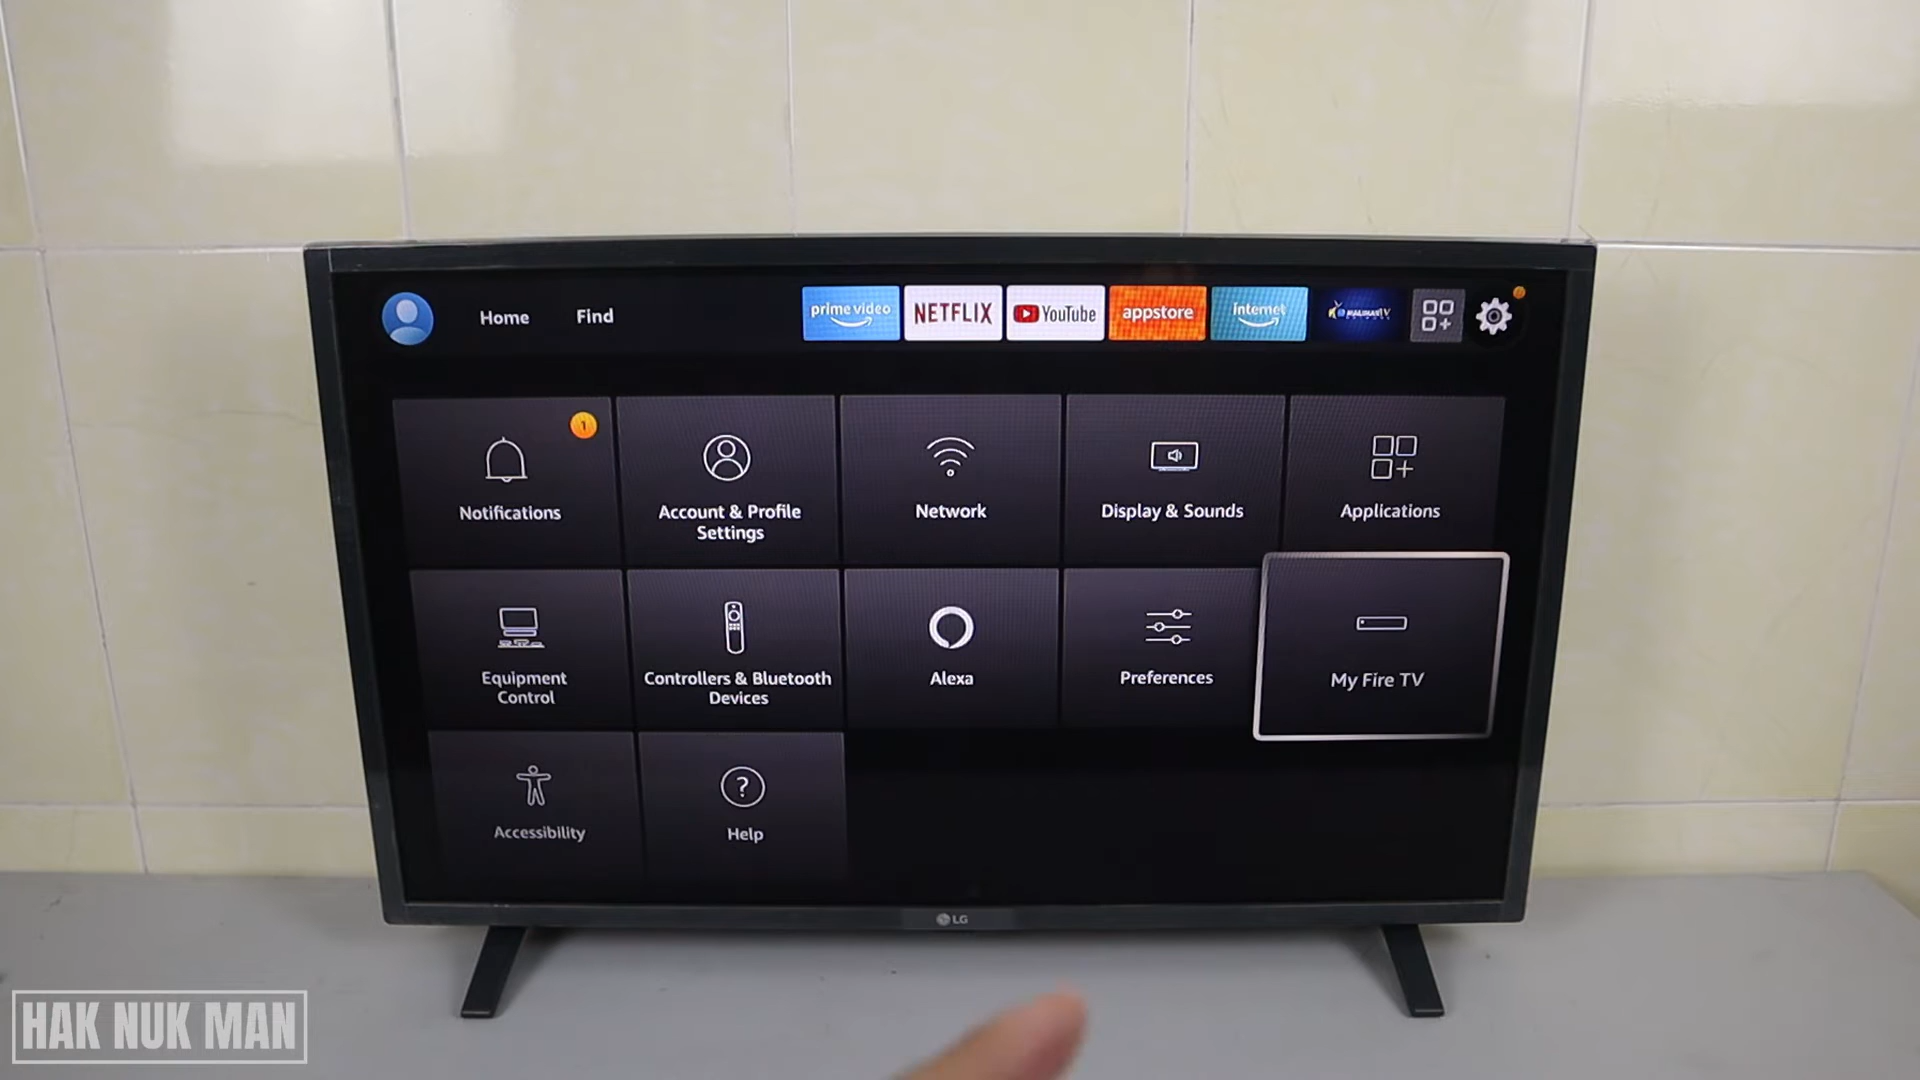 Home
Find
prime video
NETFLIX
YouTube
appstore
internet
1
Notifications
Account & Profile
Settings
Network
Display & Sounds
Applications
Equipment
Control
Controllers & Bluetooth
Devices
Alexa
Preferences
My Fire TV
Accessibility
?
Help
LG
HAK NUK MAN